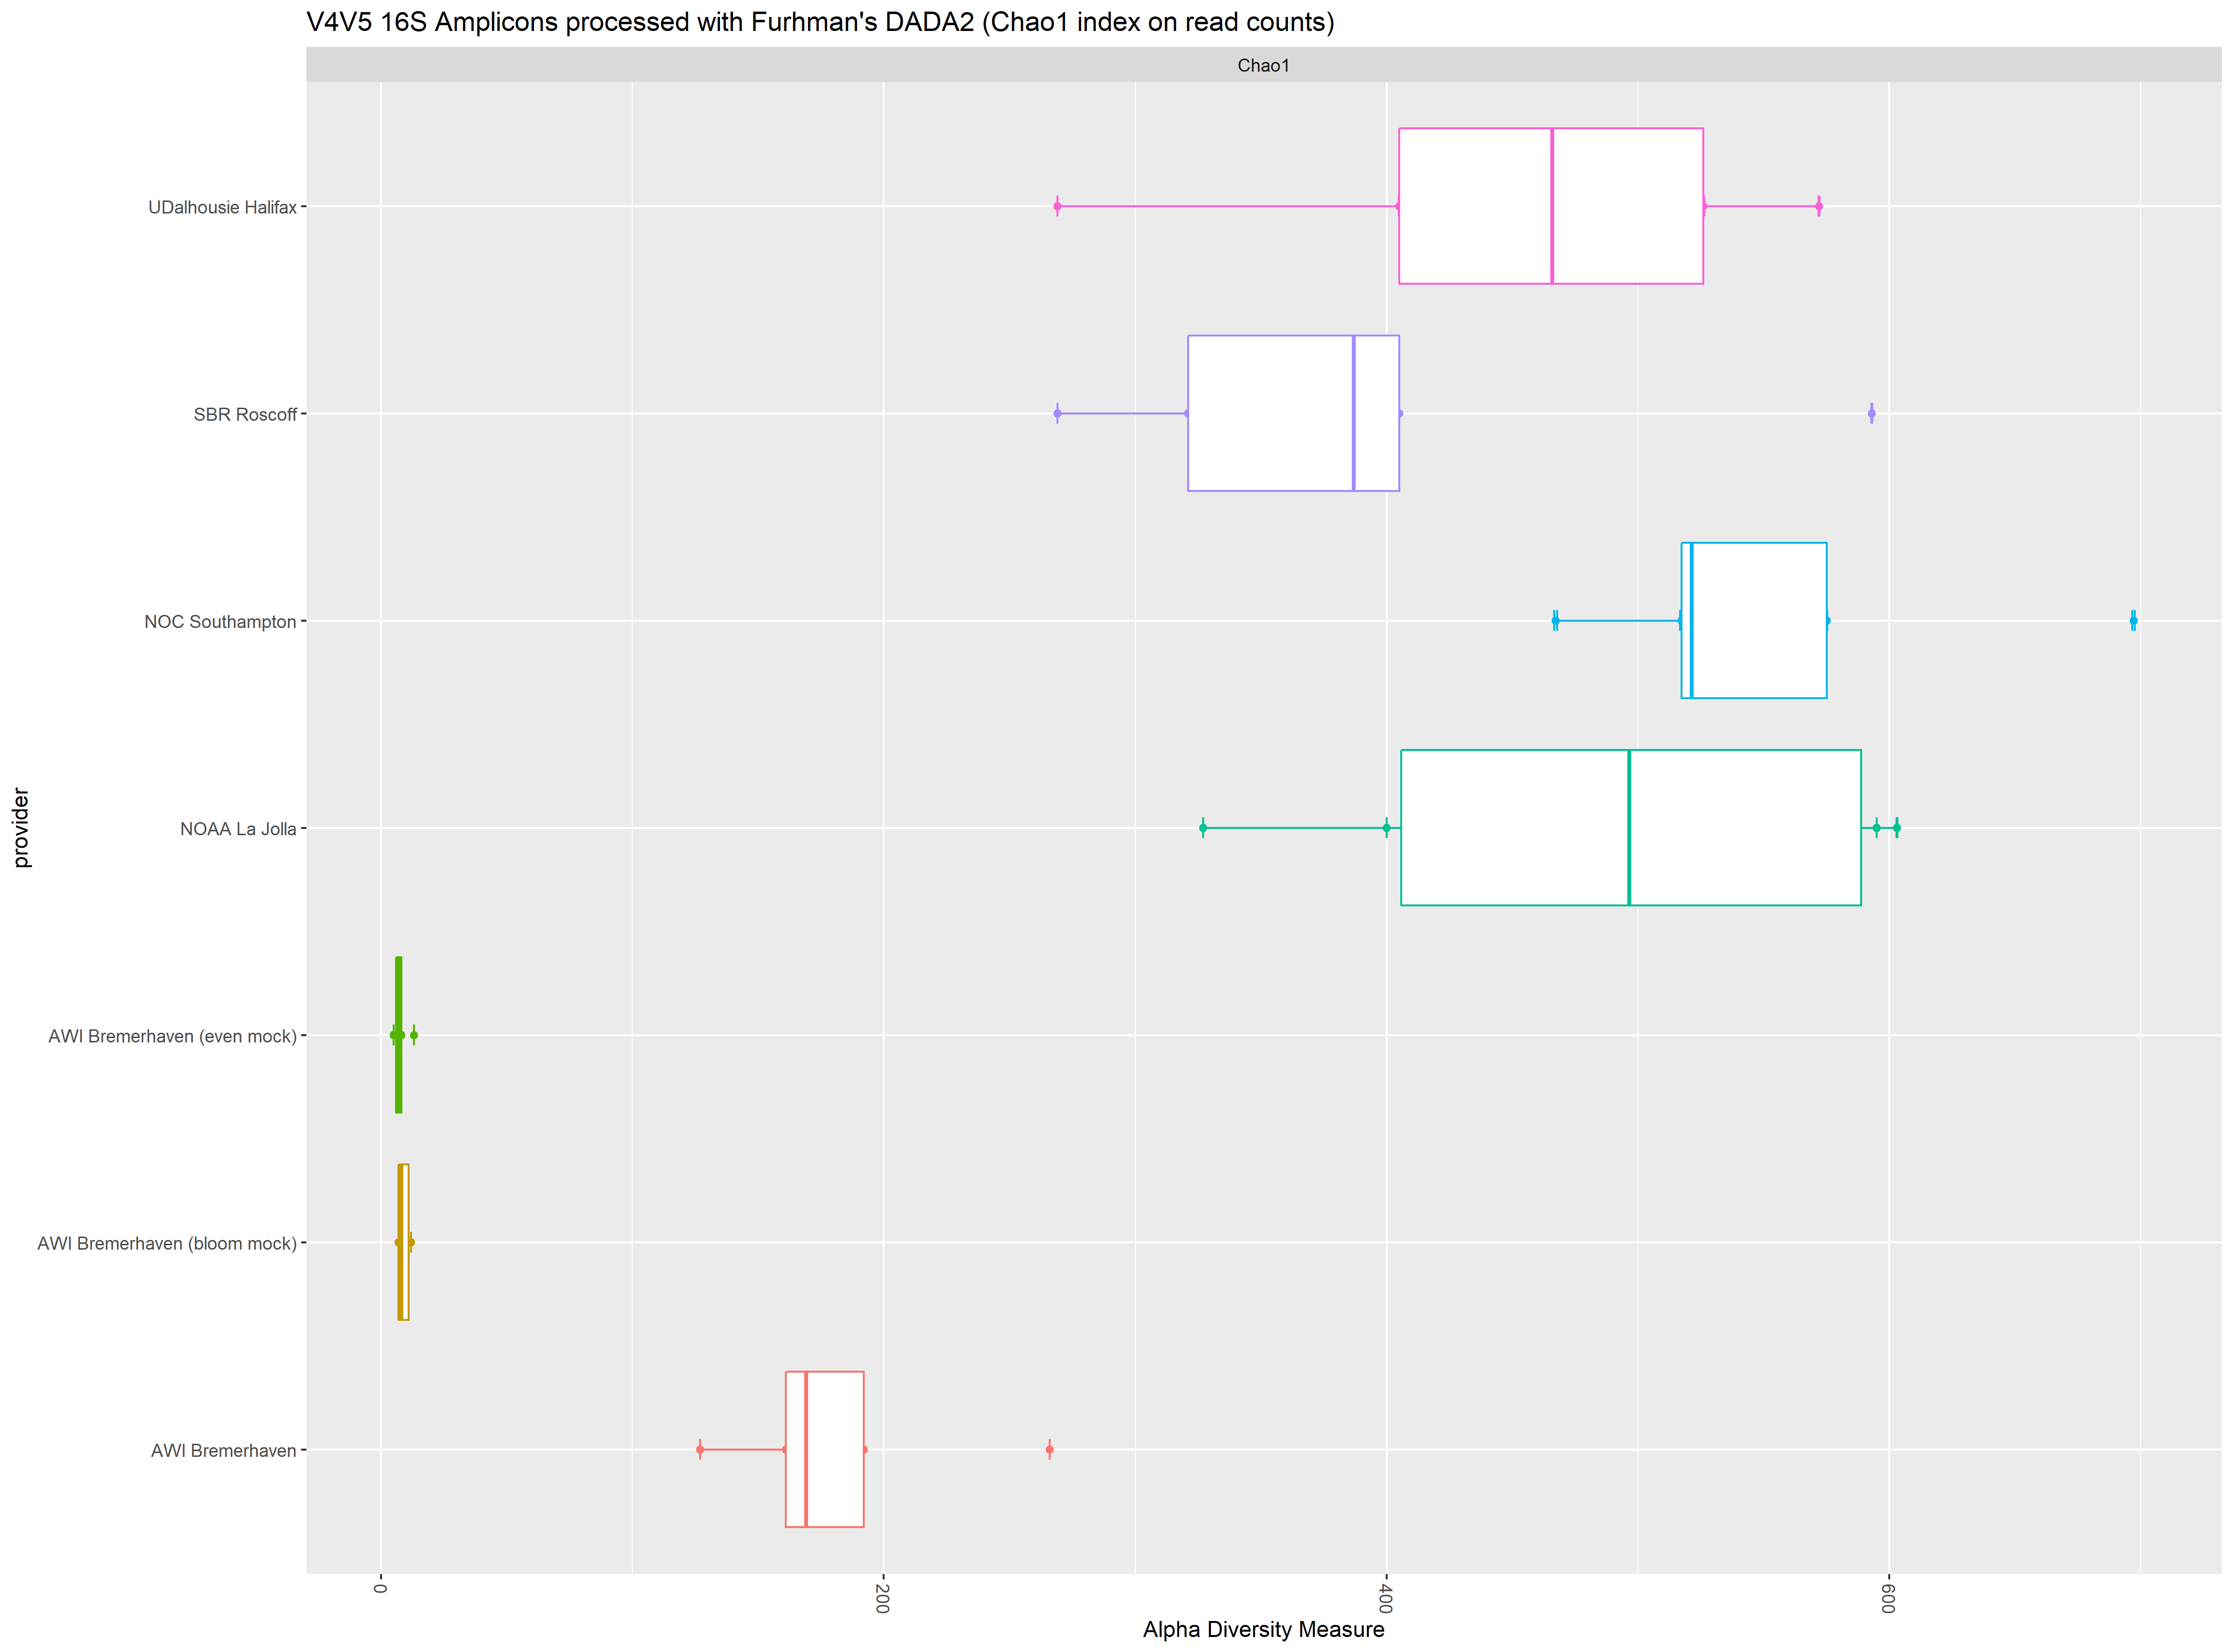 V4V5 16S Amplicons processed with Furhman's DADA2 (Chao1 index on read counts)
Chao1
UDalhousie Halifax
SBR Roscoff
NOC Southampton
NOAA La Jolla
AWI Bremerhaven (even mock)
AWI Bremerhaven (bloom mock)
AWI Bremerhaven
provider
0
200
400
600
Alpha Diversity Measure